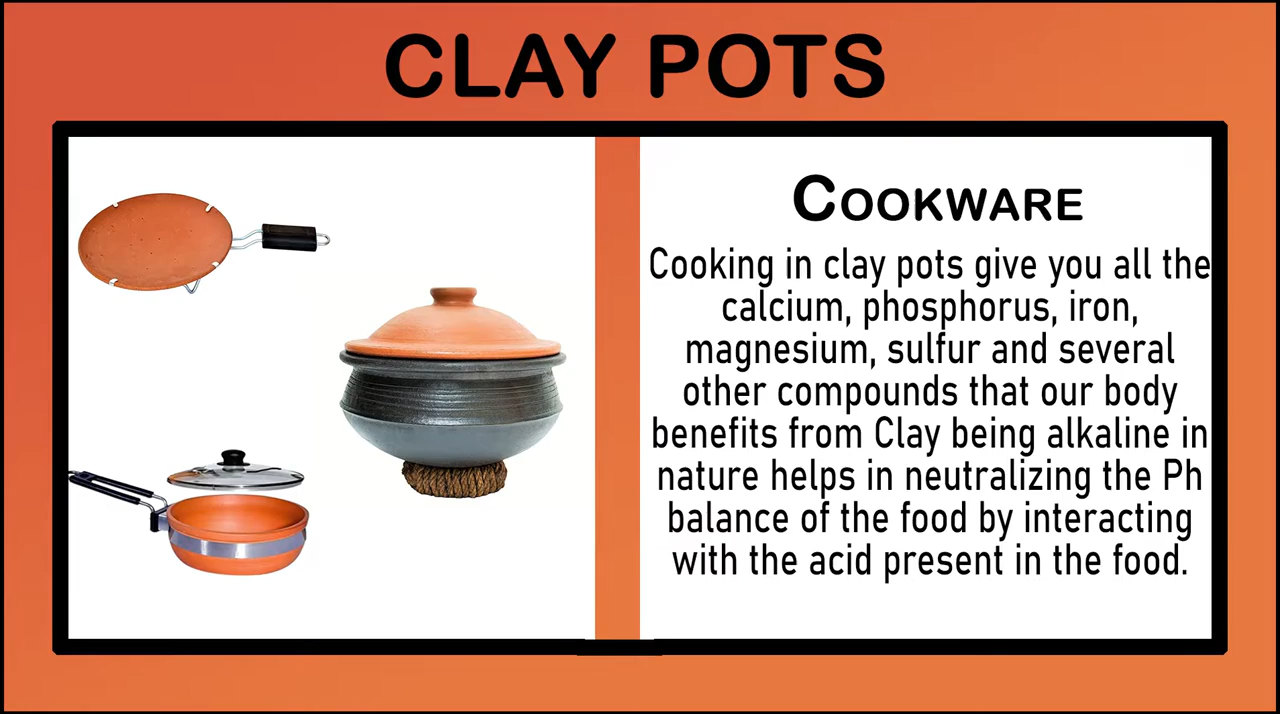 CLAY POTS
COOKWARE
Cooking in clay pots give you all the
calcium, phosphorus, iron,
magnesium, sulfur and several
other compounds that our body
benefits from Clay being alkaline in
nature helps in neutralizing the Ph
balance of the food by interacting
with the acid present in the food.